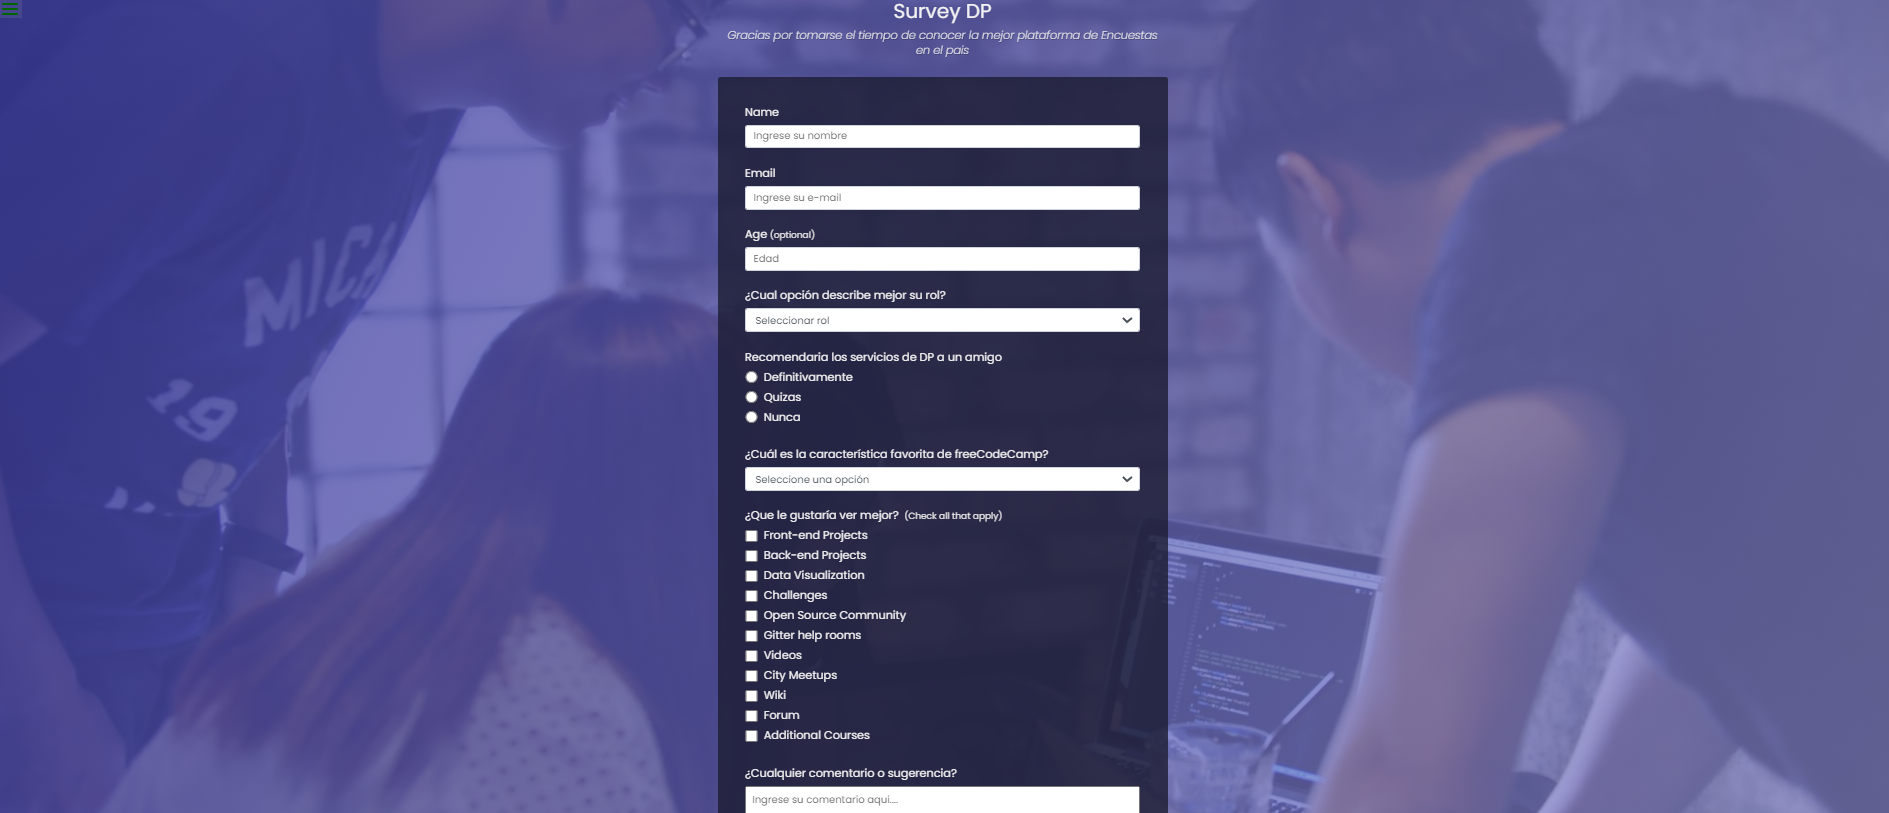 Survey DP
Gracias por tomarse el tiempo de conocer la mejor plataforma de Encuestas
en el pais
Name
Ingrese su nombre
Email
Ingrese su e-mail
Age (optional)
Edad
¿Cual opción describe mejor su rol?
Seleccionar rol
Recomendaria los servicios de DP a un amigo
Definitivamente
Quizas
Nunca
¿Cuál es la característica favorita de freeCodeCamp?
Seleccione una opción
¿Que le gustaría ver mejor? (Check all that apply)
Front-end Projects
Back-end Projects
Data Visualization
Challenges
Open Source Community
Gitter help rooms
Videos
City Meetups
Wiki
Forum
Additional Courses
¿Cualquier comentario o sugerencia?
Ingrese su comentario aqui....
MICH
19